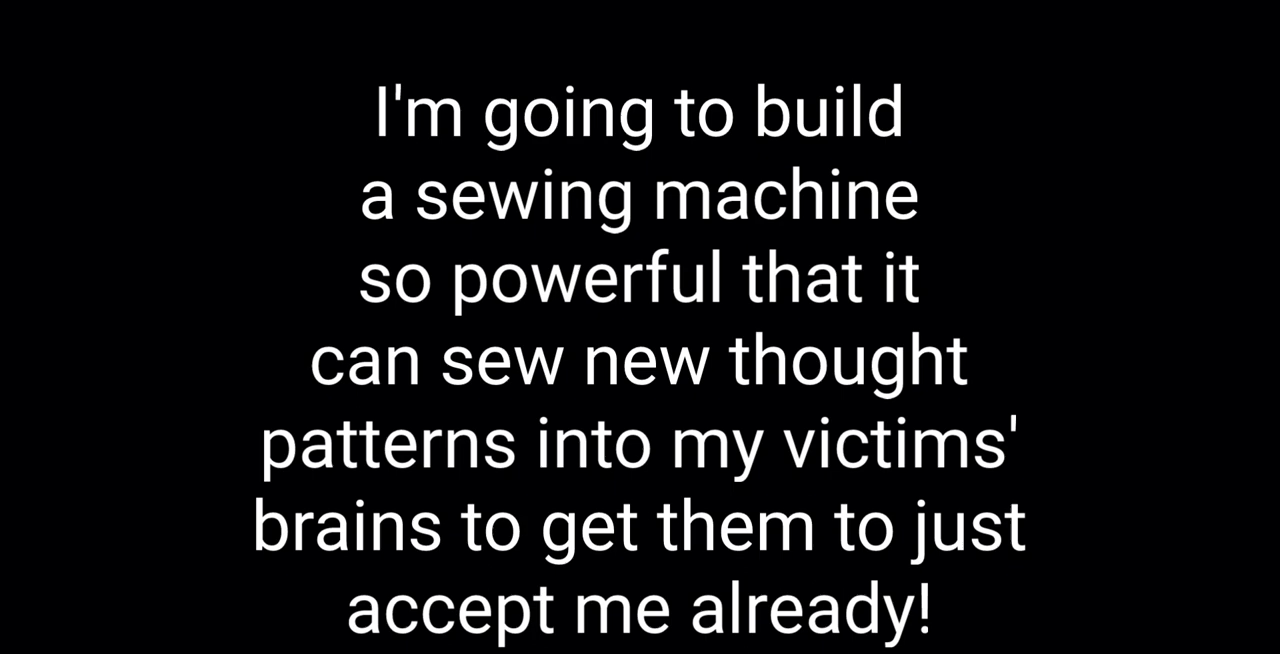 I'm going to build
a sewing machine
so powerful that it
can sew new thought
patterns into my victims'
brains to get them to just
accept me already!